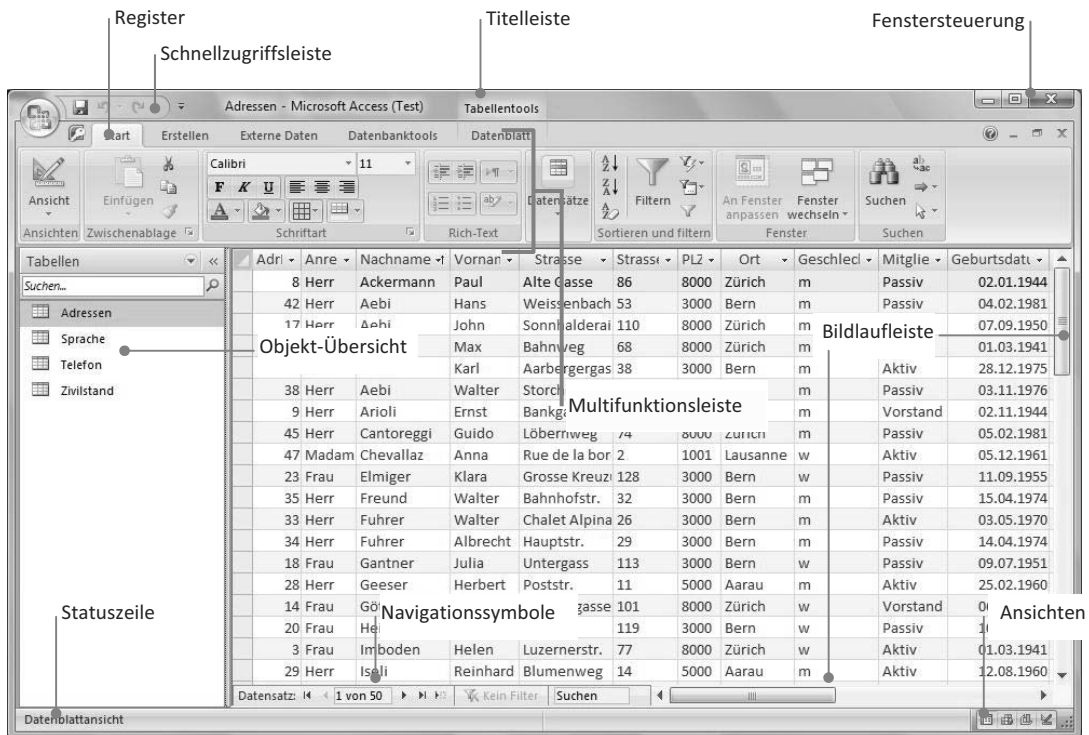 Register
Titelleiste
Fenstersteuerung
Schnellzugriffsleiste
Adressen - Microsoft Access (Test)
Tabellentools
Start Erstellen Externe Daten Datenbanktools Datenblatt
Calibri 11
F K U
Ansicht Einfügen Datensätze Filtern An Fenster anpassen Fenster wechseln Suchen
Ansichten Zwischenablage Schriftart Rich-Text Sortieren und filtern Fenster Suchen
Tabellen
Suchen...
Adressen
Sprache
Telefon
Zivilstand
Objekt-Übersicht
Bildlaufleiste
Multifunktionsleiste
Adr Anre Nachname Vornar Strasse Strasse PLZ Ort Geschlecl Mitglie Geburtsdatu
8 Herr Ackermann Paul Alte Gasse 86 8000 Zürich m Passiv 02.01.1944
42 Herr Aebi Hans Weissenbach 53 3000 Bern m Passiv 04.02.1981
17 Herr Aebi John Sonnhalderai 110 8000 Zürich m 07.09.1950
Max Bahnweg 68 8000 Zürich m 01.03.1941
Karl Aarbergergas 38 3000 Bern m Aktiv 28.12.1975
38 Herr Aebi Walter Storch m Passiv 03.11.1976
9 Herr Arioli Ernst Bankga m Vorstand 02.11.1944
45 Herr Cantoreggi Guido Löbernweg 74 8000 Zürich m Passiv 05.02.1981
47 Madam Chevallaz Anna Rue de la bor 2 1001 Lausanne w Aktiv 05.12.1961
23 Frau Elmiger Klara Grosse Kreuzi 128 3000 Bern w Passiv 11.09.1955
35 Herr Freund Walter Bahnhofstr. 32 3000 Bern m Passiv 15.04.1974
33 Herr Fuhrer Walter Chalet Alpina 26 3000 Bern m Aktiv 03.05.1970
34 Herr Fuhrer Albrecht Hauptstr. 29 3000 Bern m Passiv 14.04.1974
18 Frau Gantner Julia Untergass 113 3000 Bern w Passiv 09.07.1951
28 Herr Geeser Herbert Poststr. 11 5000 Aarau m Aktiv 25.02.1960
14 Frau gasse 101 8000 Zürich w Vorstand
20 Frau 119 3000 Bern w Passiv
3 Frau Imboden Helen Luzernerstr. 77 8000 Zürich w Aktiv 01.03.1941
29 Herr Iseli Reinhard Blumenweg 14 5000 Aarau m Aktiv 12.08.1960
Statuszeile
Navigationssymbole
Ansichten
Datensatz: 1 von 50 Kein Filter Suchen
Datenblattansicht